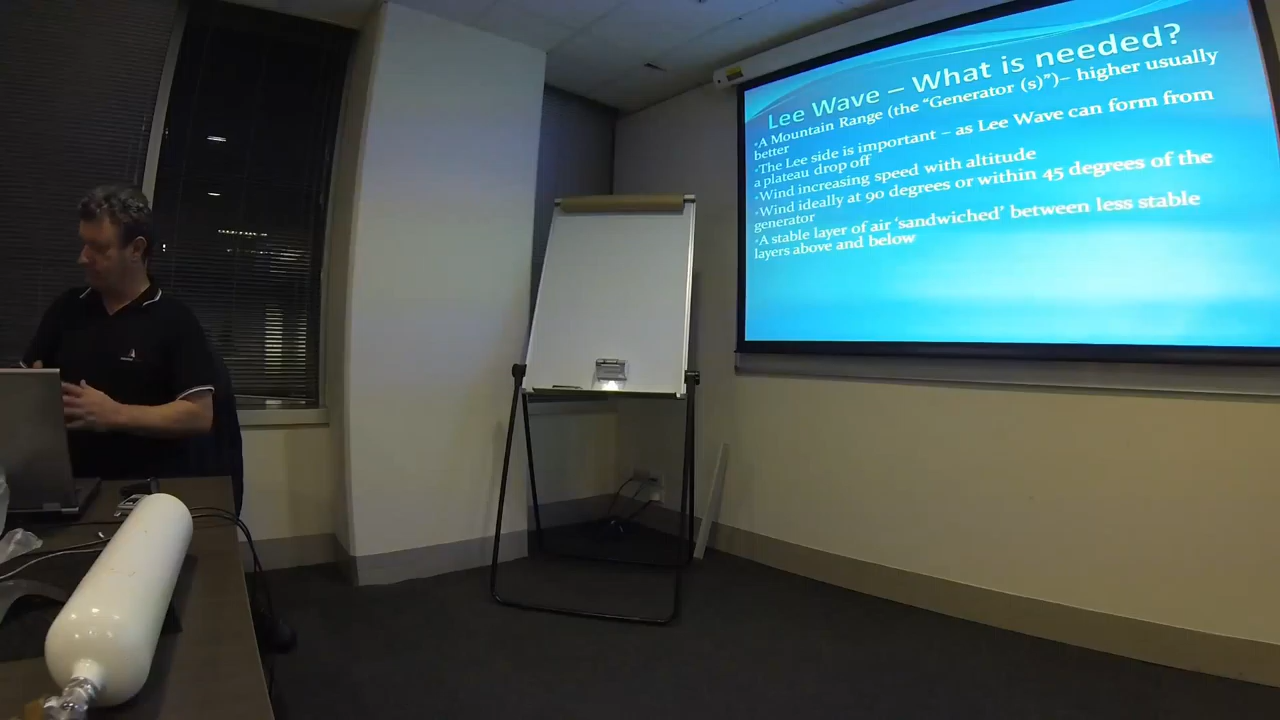 Lee Wave – What is needed?
•A Mountain Range (the “Generator (s)”)– higher usually
better
•The Lee side is important – as Lee Wave can form from
a plateau drop off
•Wind increasing speed with altitude
•Wind ideally at 90 degrees or within 45 degrees of the
generator
•A stable layer of air ‘sandwiched’ between less stable
layers above and below